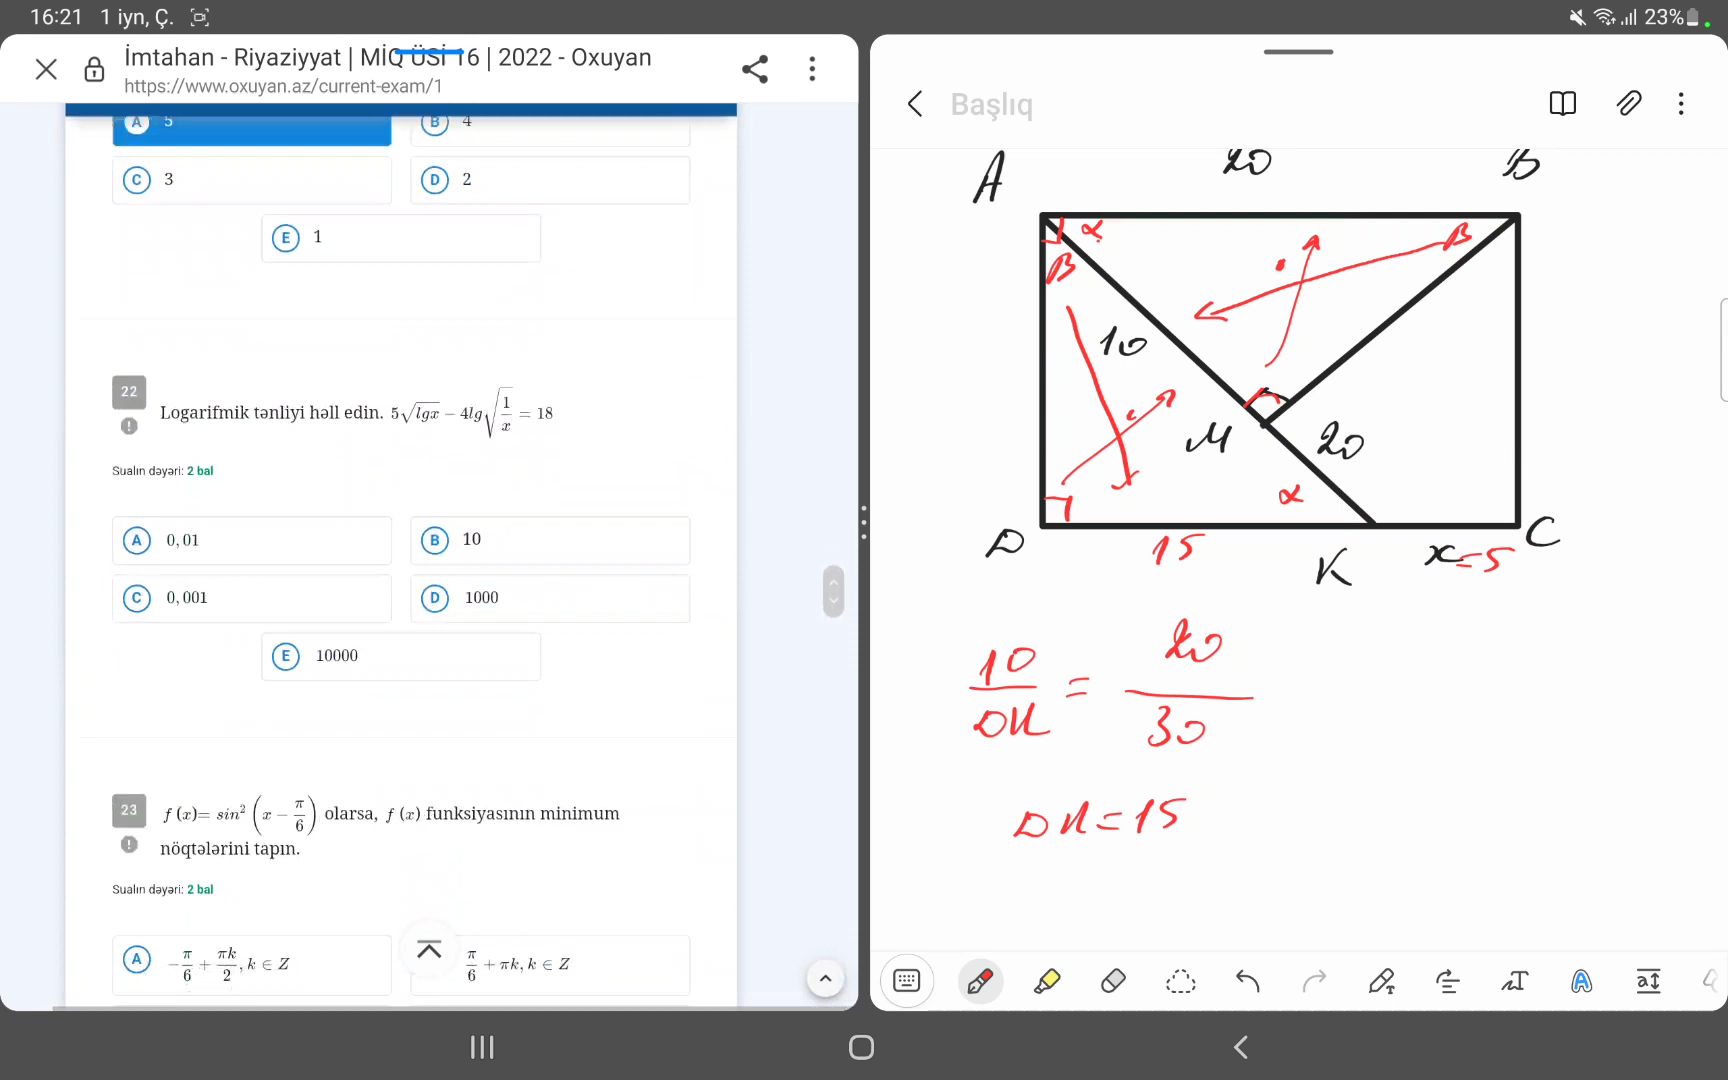 16:21 1 iyn, Ç.
23%
İmtahan - Riyaziyyat | MİQ ÜSİ 16 | 2022 - Oxuyan
https://www.oxuyan.az/current-exam/1
A 5
B 4
C 3
D 2
E 1
22
Logarifmik tənliyi həll edin. 5√lgx − 4lg√(1/x) = 18
Sualın dəyəri: 2 bal
A 0,01
B 10
C 0,001
D 1000
E 10000
23
f (x)= sin² (x − π/6) olarsa, f (x) funksiyasının minimum
nöqtələrini tapın.
Sualın dəyəri: 2 bal
A −π/6 + πk/2, k ∈ Z
π/6 + πk, k ∈ Z
Başlıq
A 20 B
α β
β
10
M 20
α
D 15 K x=5 C
10/DK = 20/30
DK=15